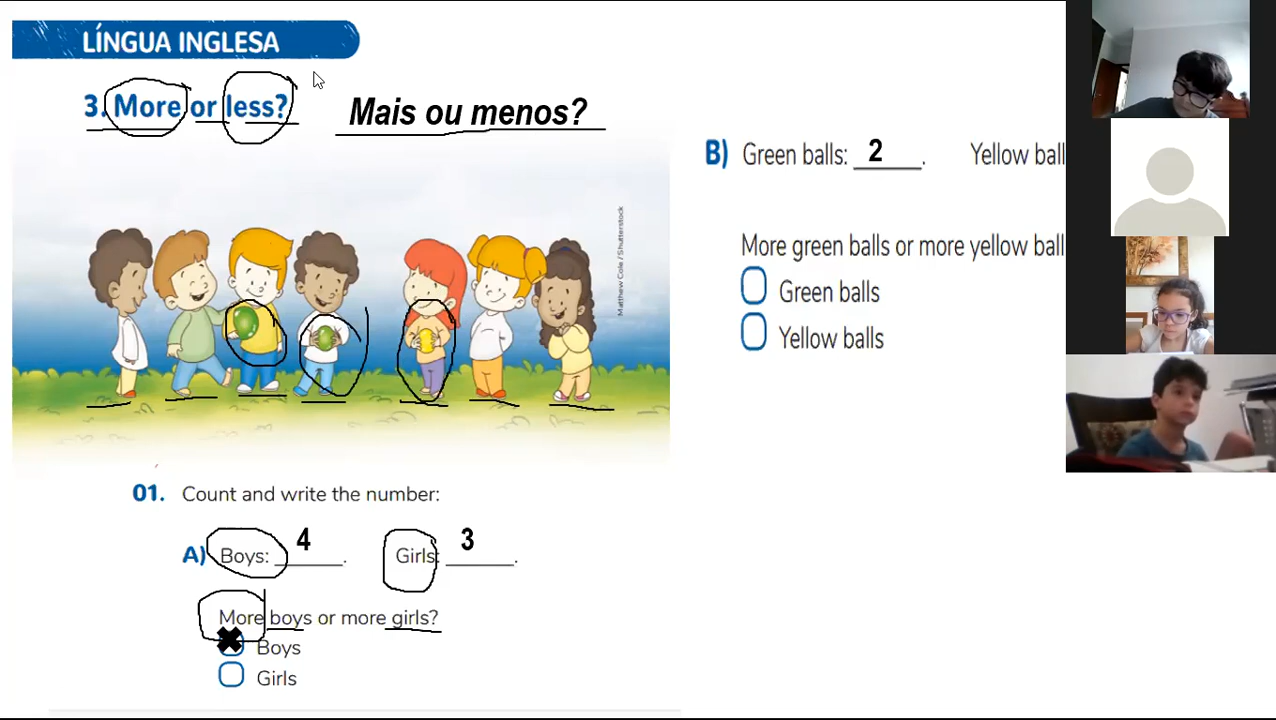 LÍNGUA INGLESA
3. More or less?
Mais ou menos?
Matthew Cole / Shutterstock
01. Count and write the number:
A) Boys: 4. Girls: 3.
More boys or more girls?
Boys
Girls
B) Green balls: 2. Yellow ball
More green balls or more yellow ball
Green balls
Yellow balls